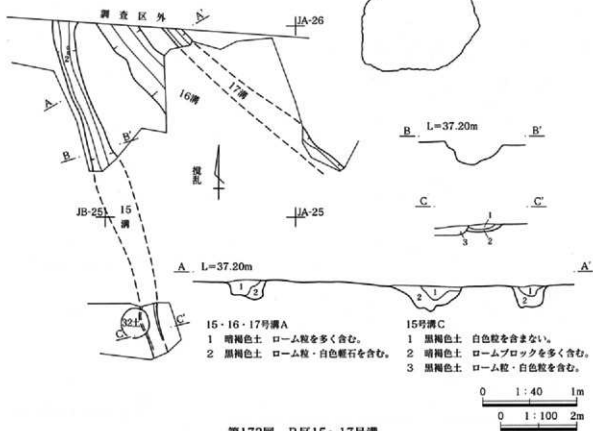 調査区外
A'
JA-26
16溝
17溝
A
B
B'
B
L=37.20m
B'
撹乱
C
C'
1
3
2
JB-25
15溝
JA-25
A
L=37.20m
A'
1
2
2
1
2
1
32土
C
C'
15・16・17号溝A
1 暗褐色土 ローム粒を多く含む。
2 黒褐色土 ローム粒・白色軽石を含む。
15号溝C
1 黒褐色土 白色粒を含まない。
2 暗褐色土 ロームブロックを多く含む。
3 黒褐色土 ローム粒・白色粒を含む。
0 1:40 1m
0 1:100 2m